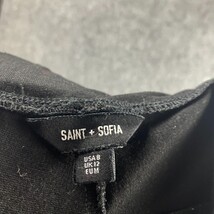 SAINT + SOFIA
USA 8
UK 12
EU M